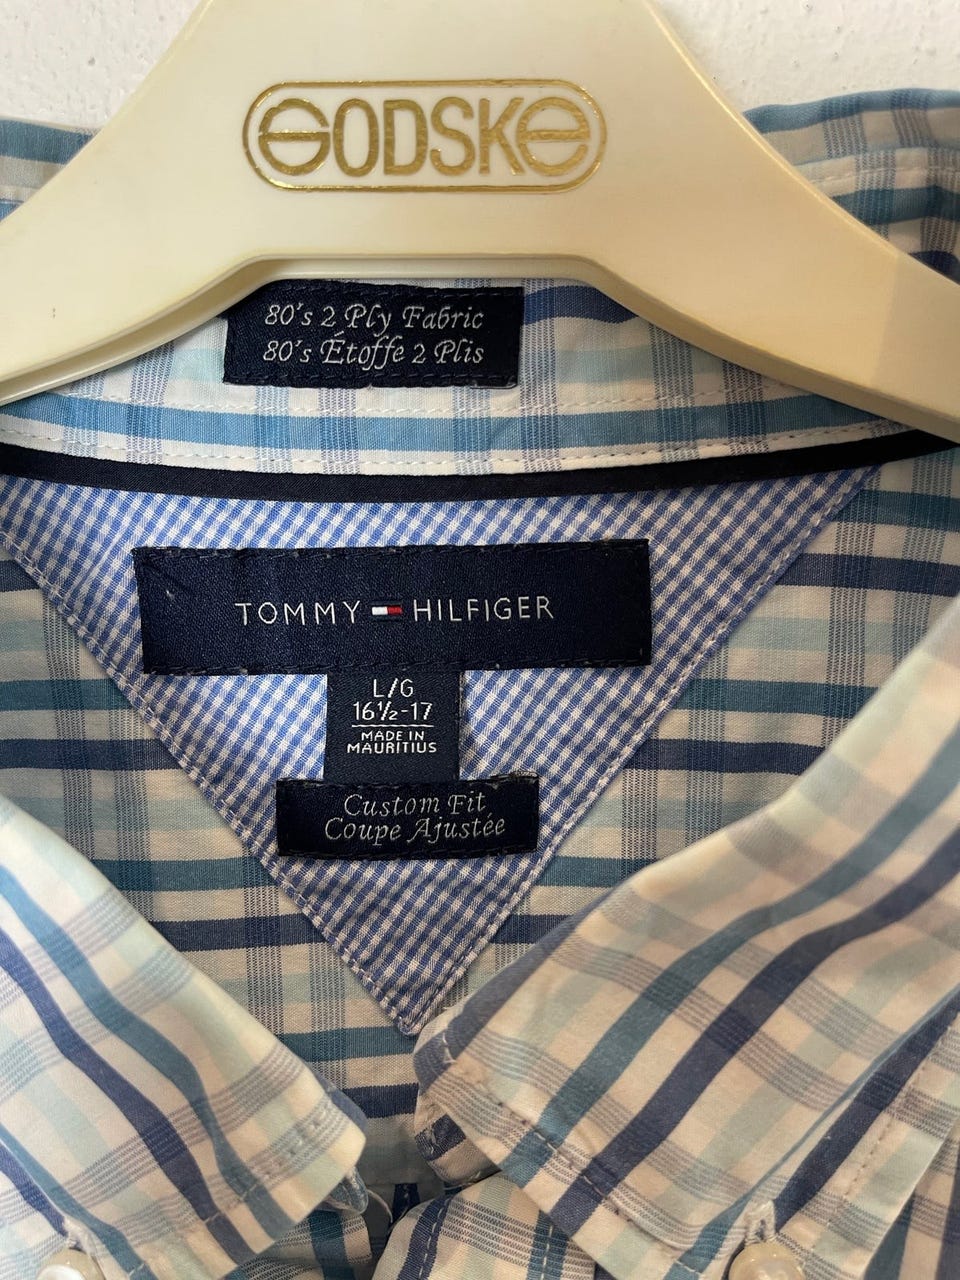 GODSKE
80's 2 Ply Fabric
80's Étoffe 2 Plis
TOMMY HILFIGER
L/G
16½-17
MADE IN
MAURITIUS
Custom Fit
Coupe Ajustée